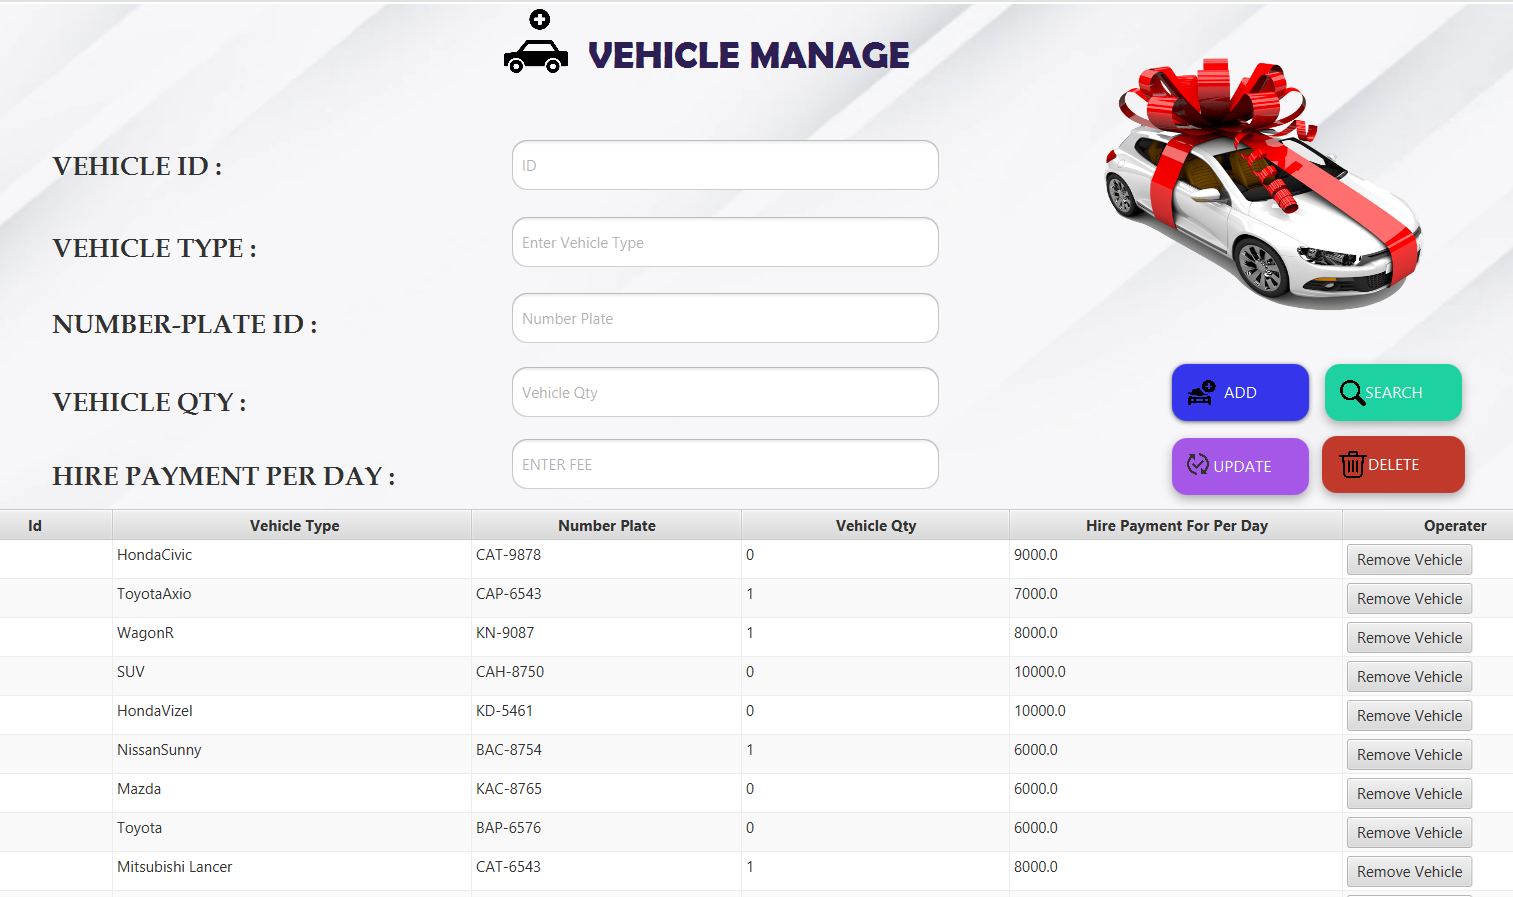 VEHICLE MANAGE
VEHICLE ID :
ID
VEHICLE TYPE :
Enter Vehicle Type
NUMBER-PLATE ID :
Number Plate
VEHICLE QTY :
Vehicle Qty
HIRE PAYMENT PER DAY :
ENTER FEE
ADD
SEARCH
UPDATE
DELETE
Id Vehicle Type Number Plate Vehicle Qty Hire Payment For Per Day Operater
HondaCivic CAT-9878 0 9000.0 Remove Vehicle
ToyotaAxio CAP-6543 1 7000.0 Remove Vehicle
WagonR KN-9087 1 8000.0 Remove Vehicle
SUV CAH-8750 0 10000.0 Remove Vehicle
HondaVizel KD-5461 0 10000.0 Remove Vehicle
NissanSunny BAC-8754 1 6000.0 Remove Vehicle
Mazda KAC-8765 0 6000.0 Remove Vehicle
Toyota BAP-6576 0 6000.0 Remove Vehicle
Mitsubishi Lancer CAT-6543 1 8000.0 Remove Vehicle